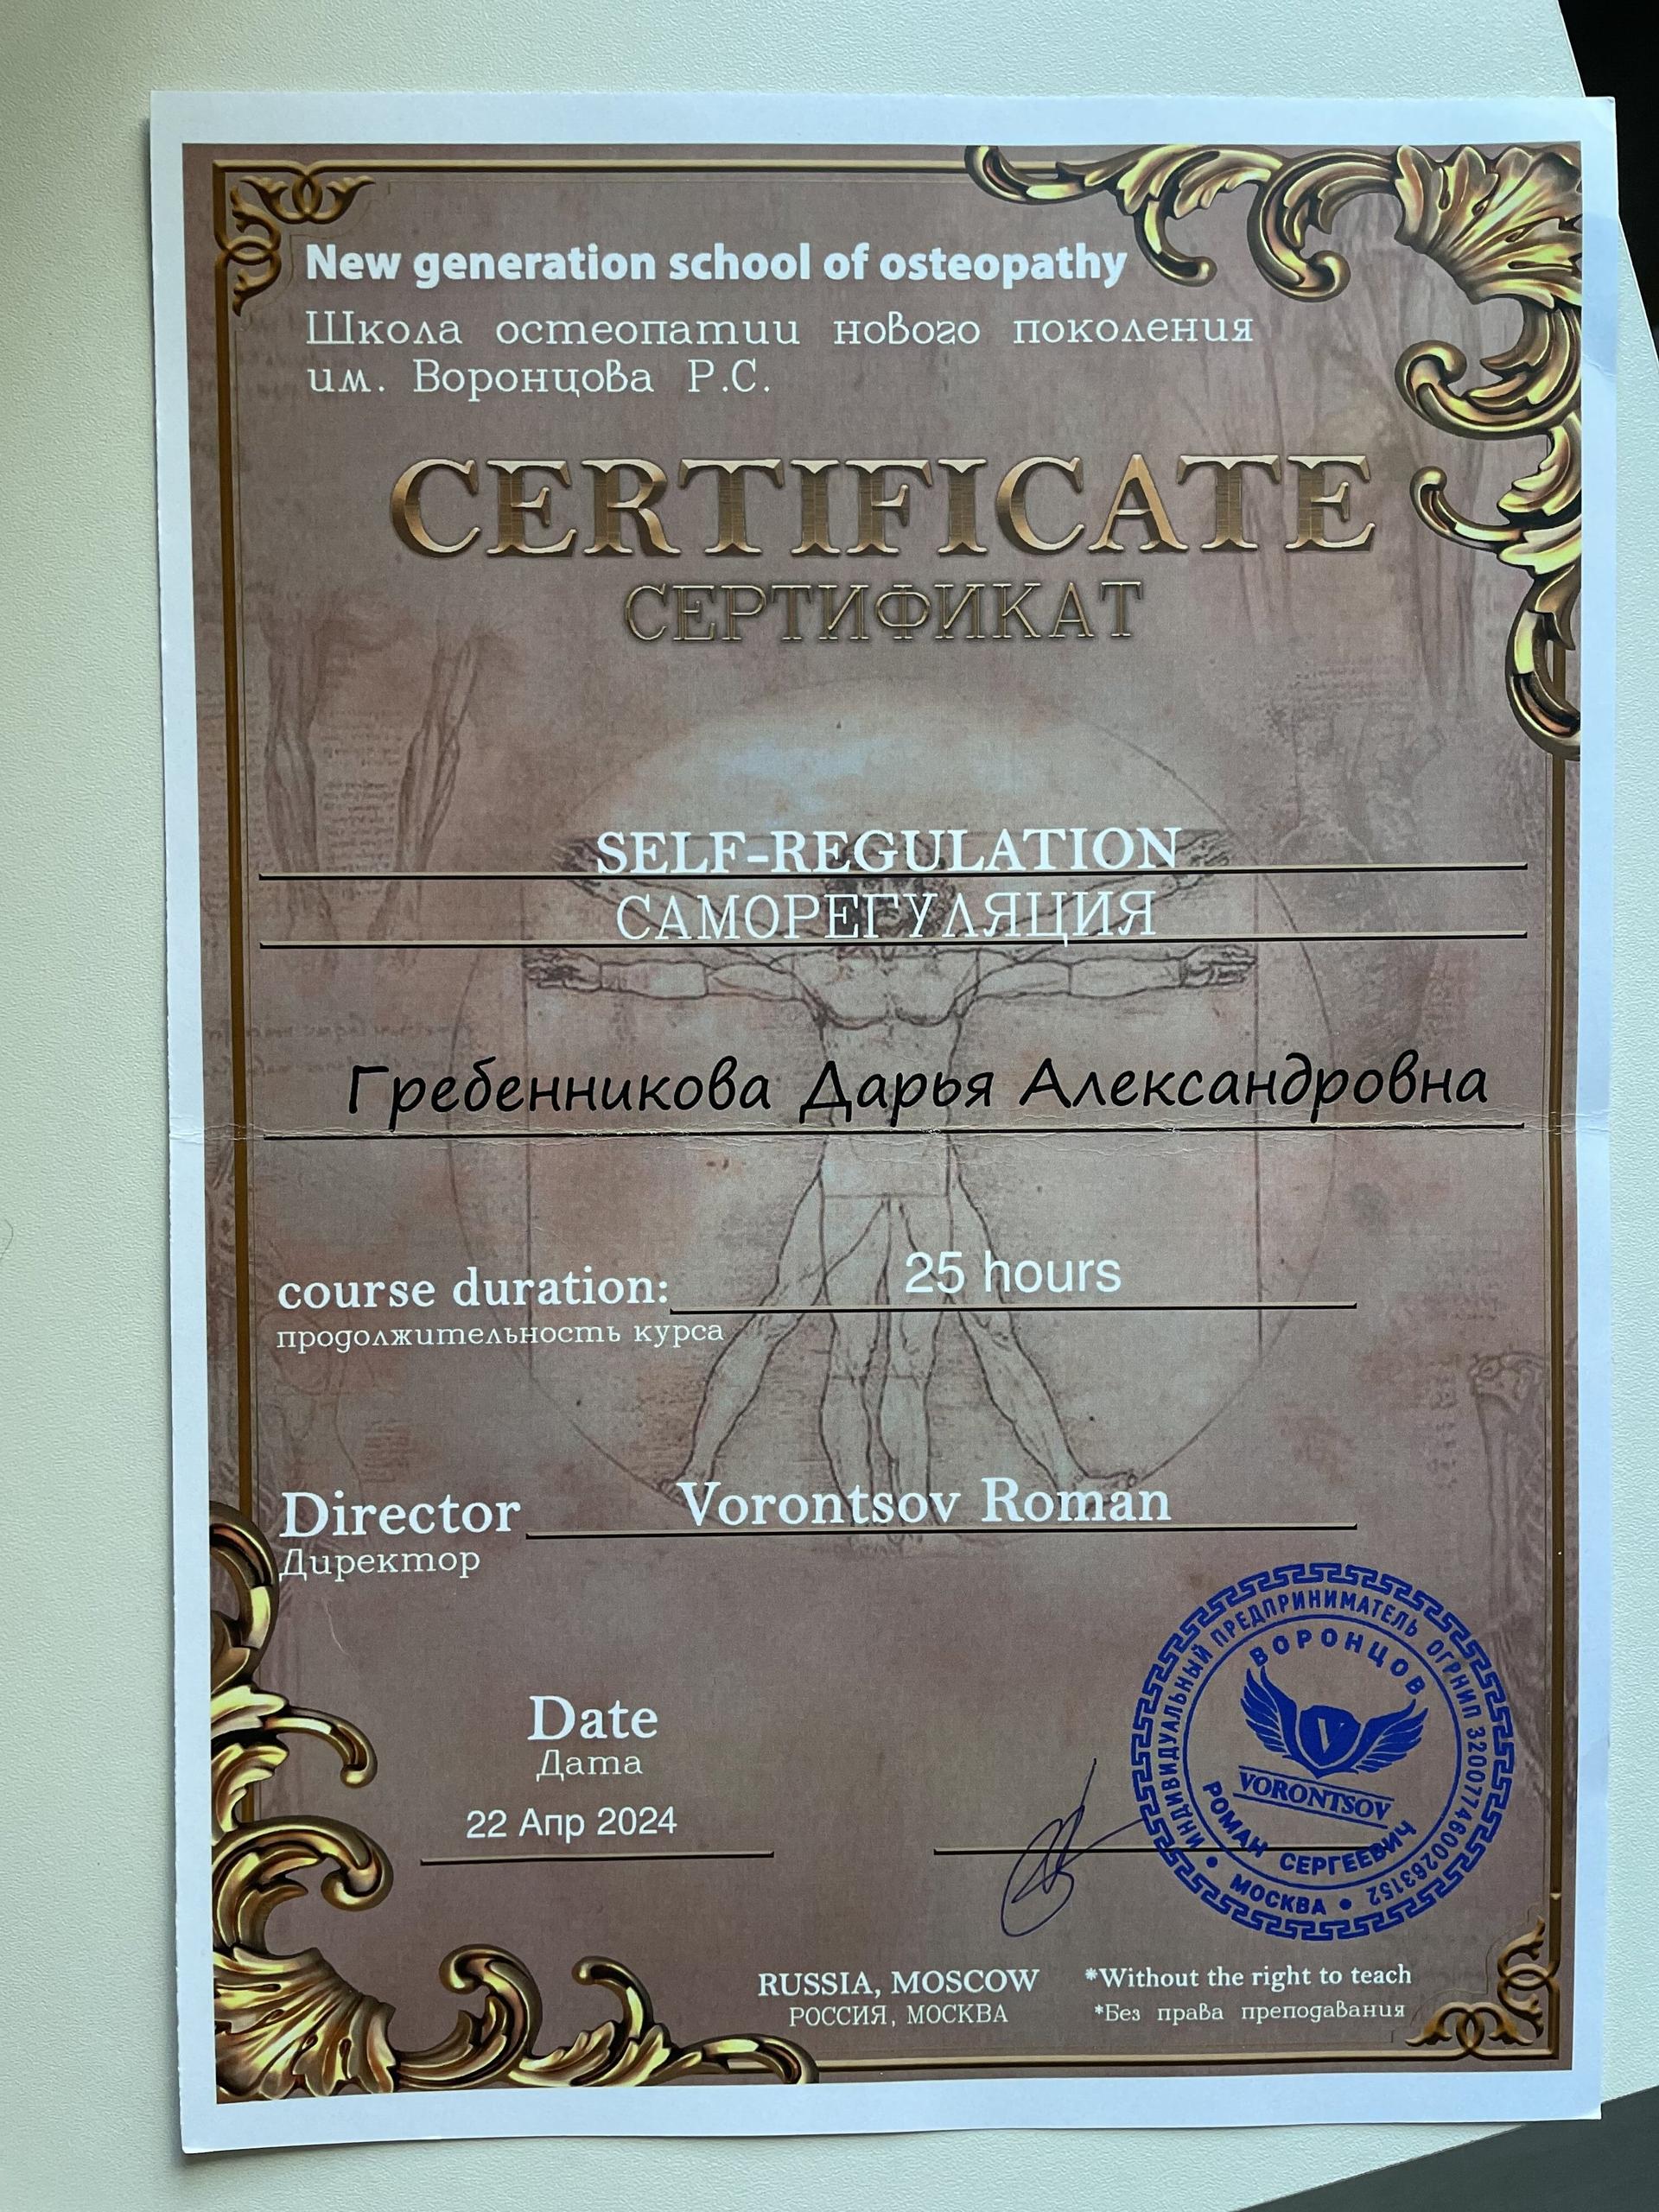 New generation school of osteopathy
Школа остеопатии нового поколения
им. Воронцова Р.С.
CERTIFICATE
СЕРТИФИКАТ
SELF-REGULATION
САМОРЕГУЛЯЦИЯ
Гребенникова Дарья Александровна
course duration: 25 hours
продолжительность курса
Director Vorontsov Roman
Директор
Date
Дата
22 Апр 2024
ИНДИВИДУАЛЬНЫЙ ПРЕДПРИНИМАТЕЛЬ ОГРНИП 3200774600263152
• МОСКВА •
ВОРОНЦОВ
V
VORONTSOV
РОМАН СЕРГЕЕВИЧ
RUSSIA, MOSCOW
РОССИЯ, МОСКВА
*Without the right to teach
*Без права преподавания